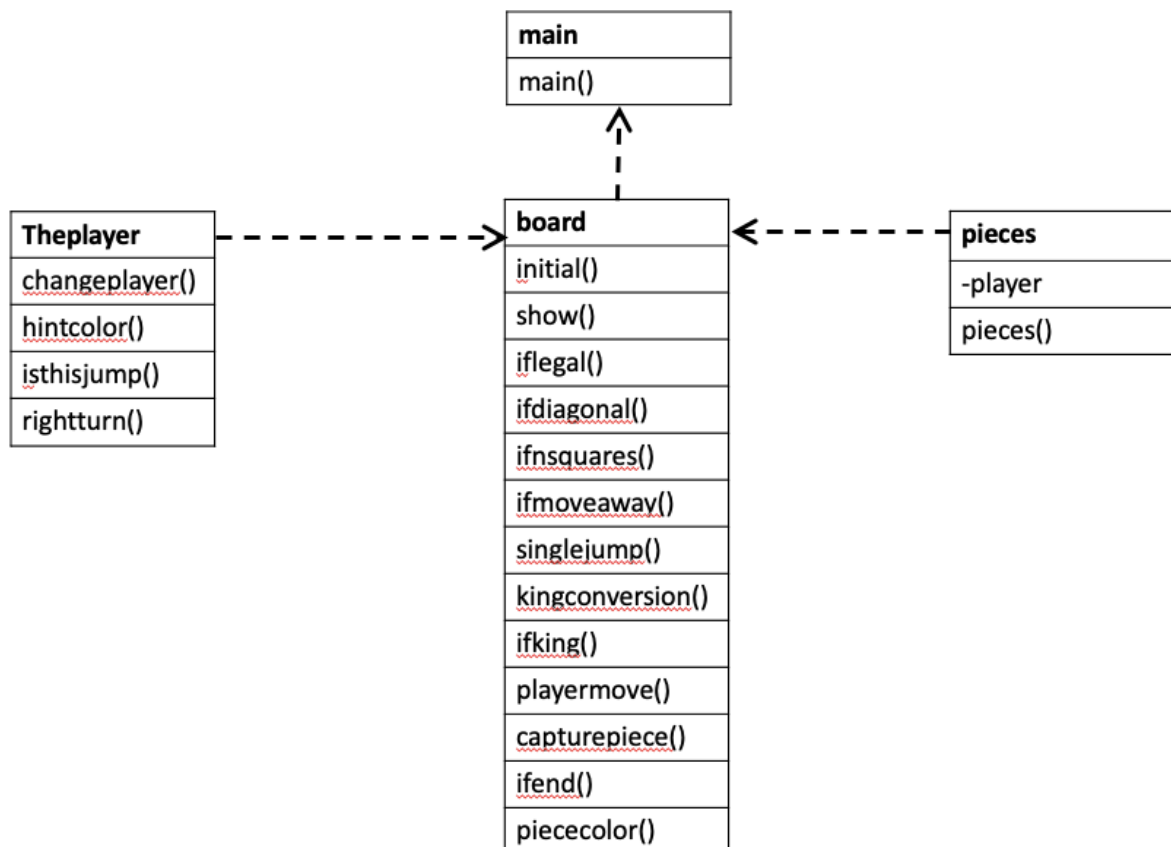 main
main()
Theplayer
changeplayer()
hintcolor()
isthisjump()
rightturn()
board
initial()
show()
iflegal()
ifdiagonal()
ifnsquares()
ifmoveaway()
singlejump()
kingconversion()
ifking()
playermove()
capturepiece()
ifend()
piececolor()
pieces
-player
pieces()